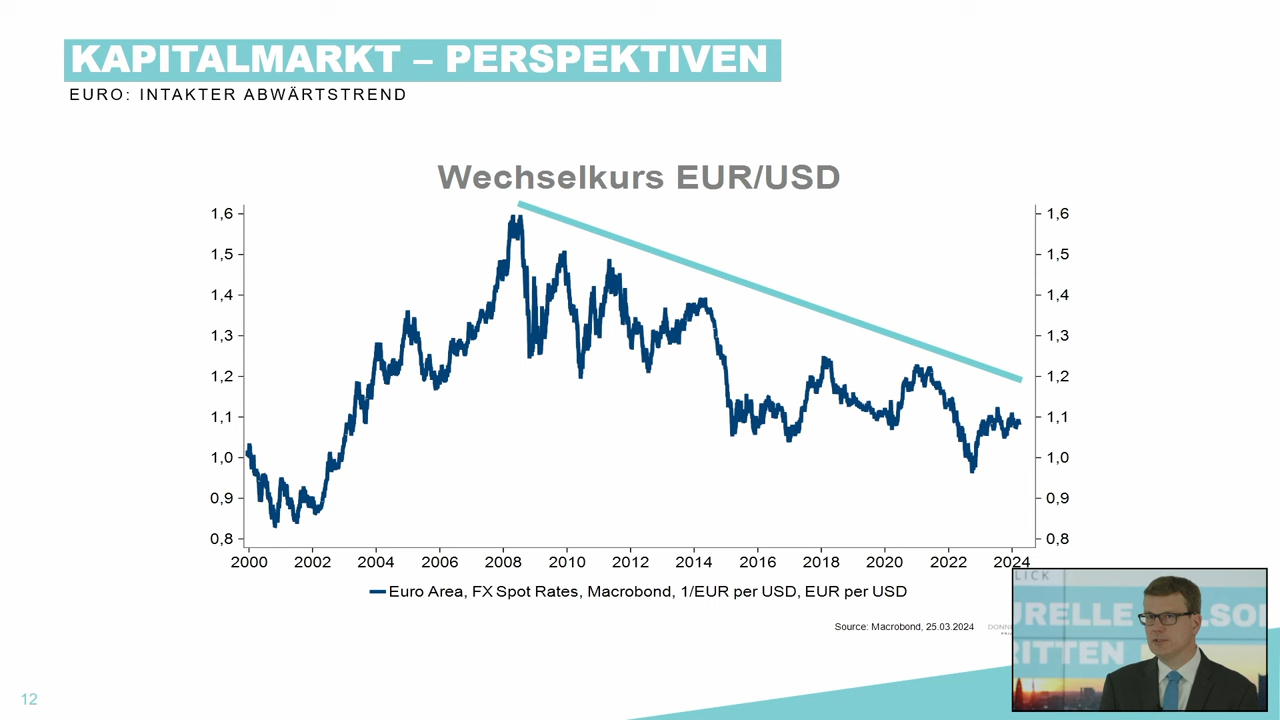 KAPITALMARKT – PERSPEKTIVEN
EURO: INTAKTER ABWÄRTSTREND
Wechselkurs EUR/USD
1,6 1,6
1,5 1,5
1,4 1,4
1,3 1,3
1,2 1,2
1,1 1,1
1,0 1,0
0,9 0,9
0,8 0,8
2000 2002 2004 2006 2008 2010 2012 2014 2016 2018 2020 2022 2024
Euro Area, FX Spot Rates, Macrobond, 1/EUR per USD, EUR per USD
Source: Macrobond, 25.03.2024
LICK
URELLE
RITTEN
12